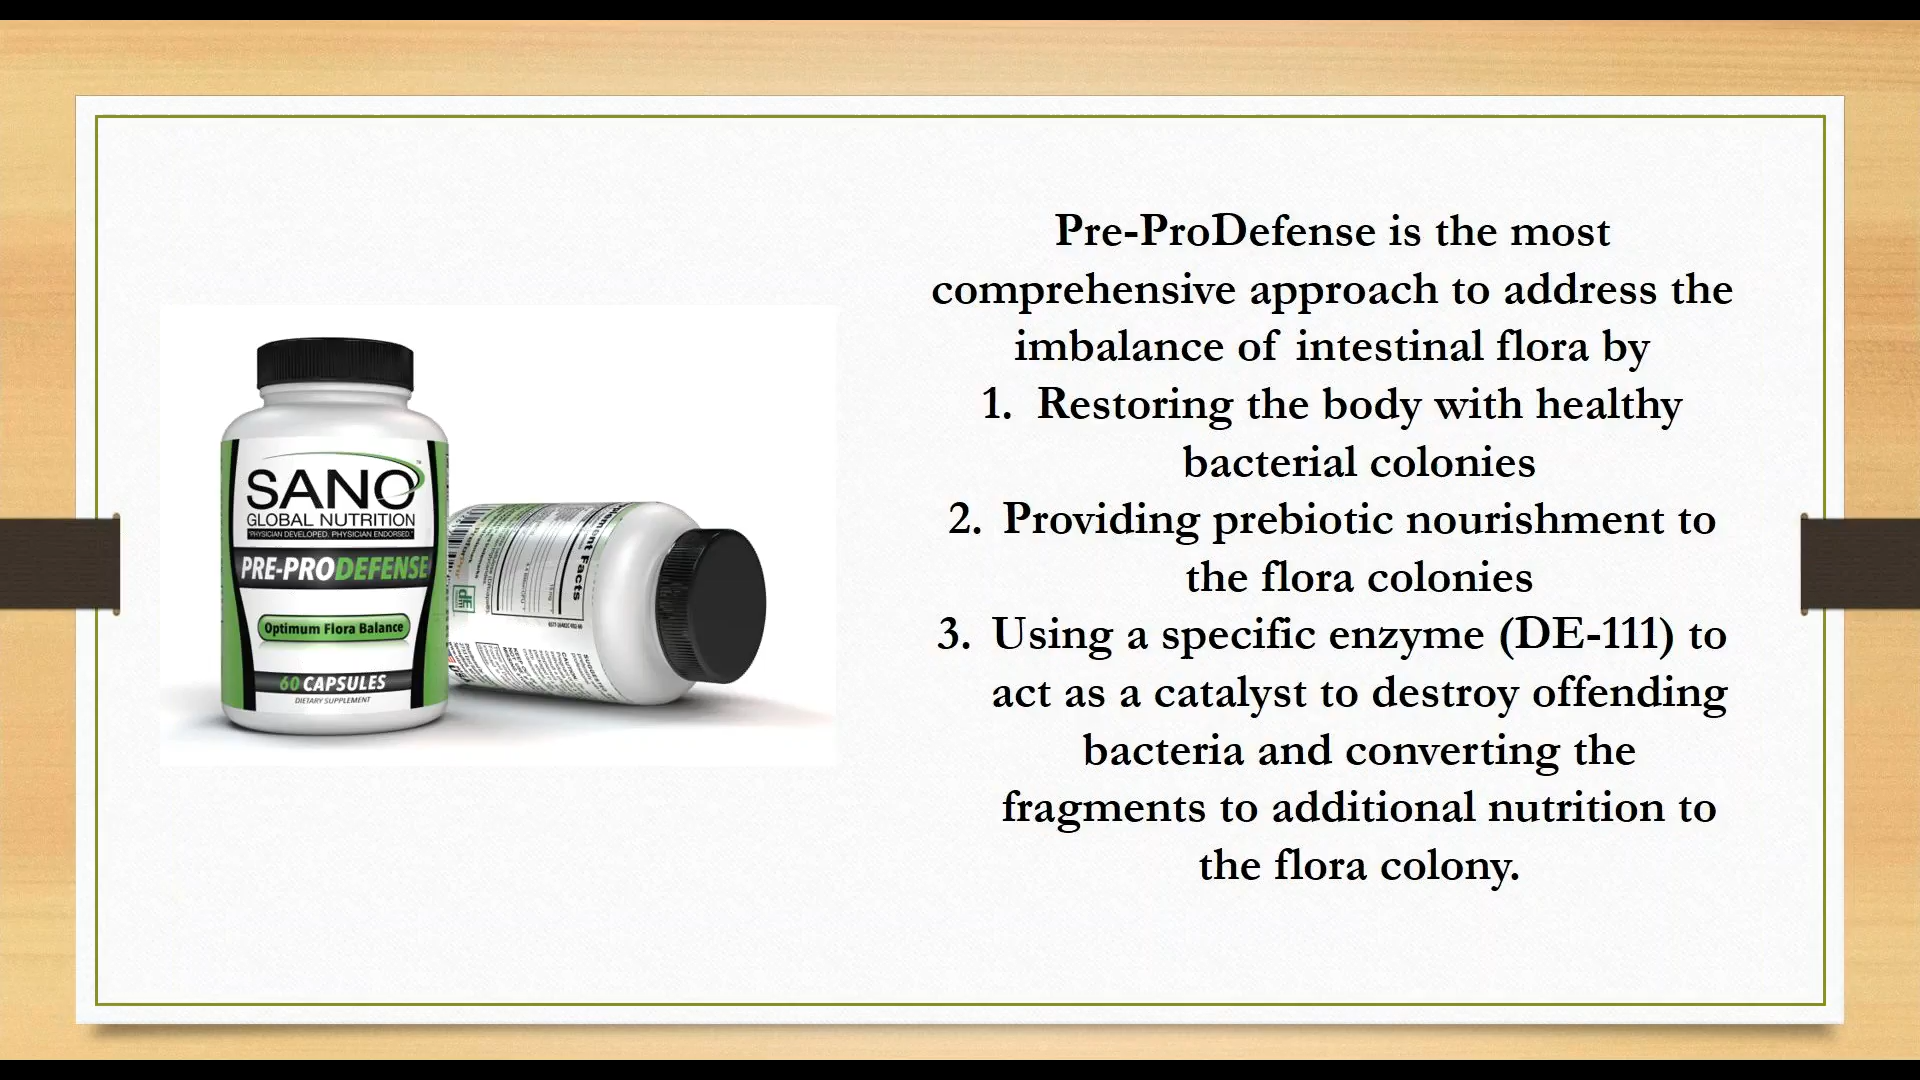 SANO
GLOBAL NUTRITION
"PHYSICIAN DEVELOPED. PHYSICIAN ENDORSED."
PRE-PRODEFENSE
Optimum Flora Balance
60 CAPSULES
DIETARY SUPPLEMENT
Facts
Pre-ProDefense is the most
comprehensive approach to address the
imbalance of intestinal flora by
1. Restoring the body with healthy
bacterial colonies
2. Providing prebiotic nourishment to
the flora colonies
3. Using a specific enzyme (DE-111) to
act as a catalyst to destroy offending
bacteria and converting the
fragments to additional nutrition to
the flora colony.